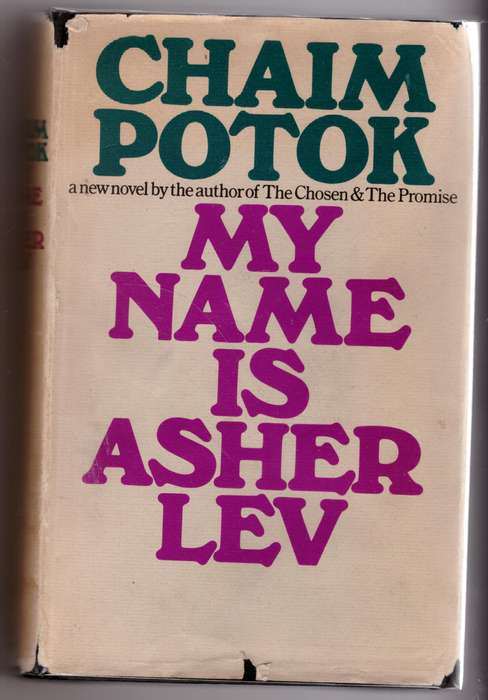 CHAIM
POTOK
a new novel by the author of The Chosen & The Promise
MY
NAME
IS
ASHER
LEV